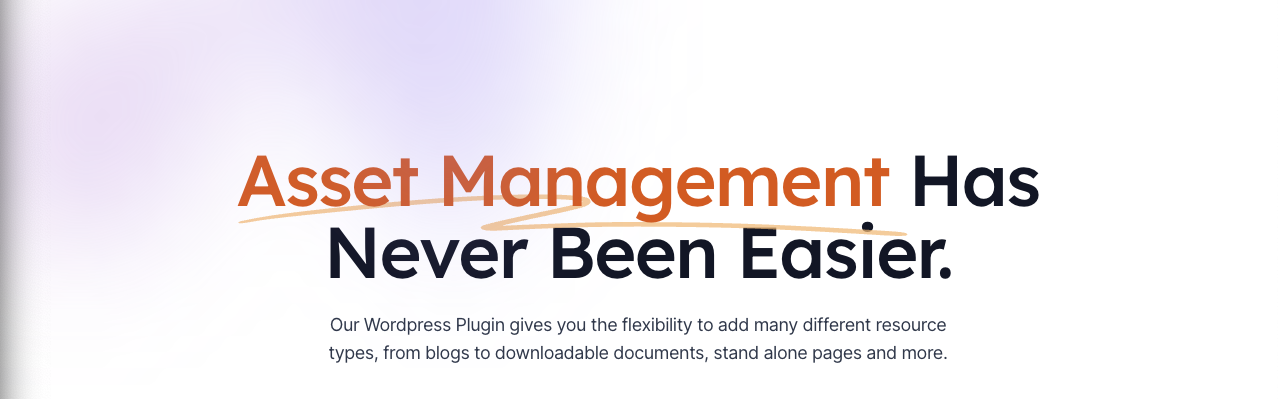 Asset Management Has
Never Been Easier.
Our Wordpress Plugin gives you the flexibility to add many different resource
types, from blogs to downloadable documents, stand alone pages and more.